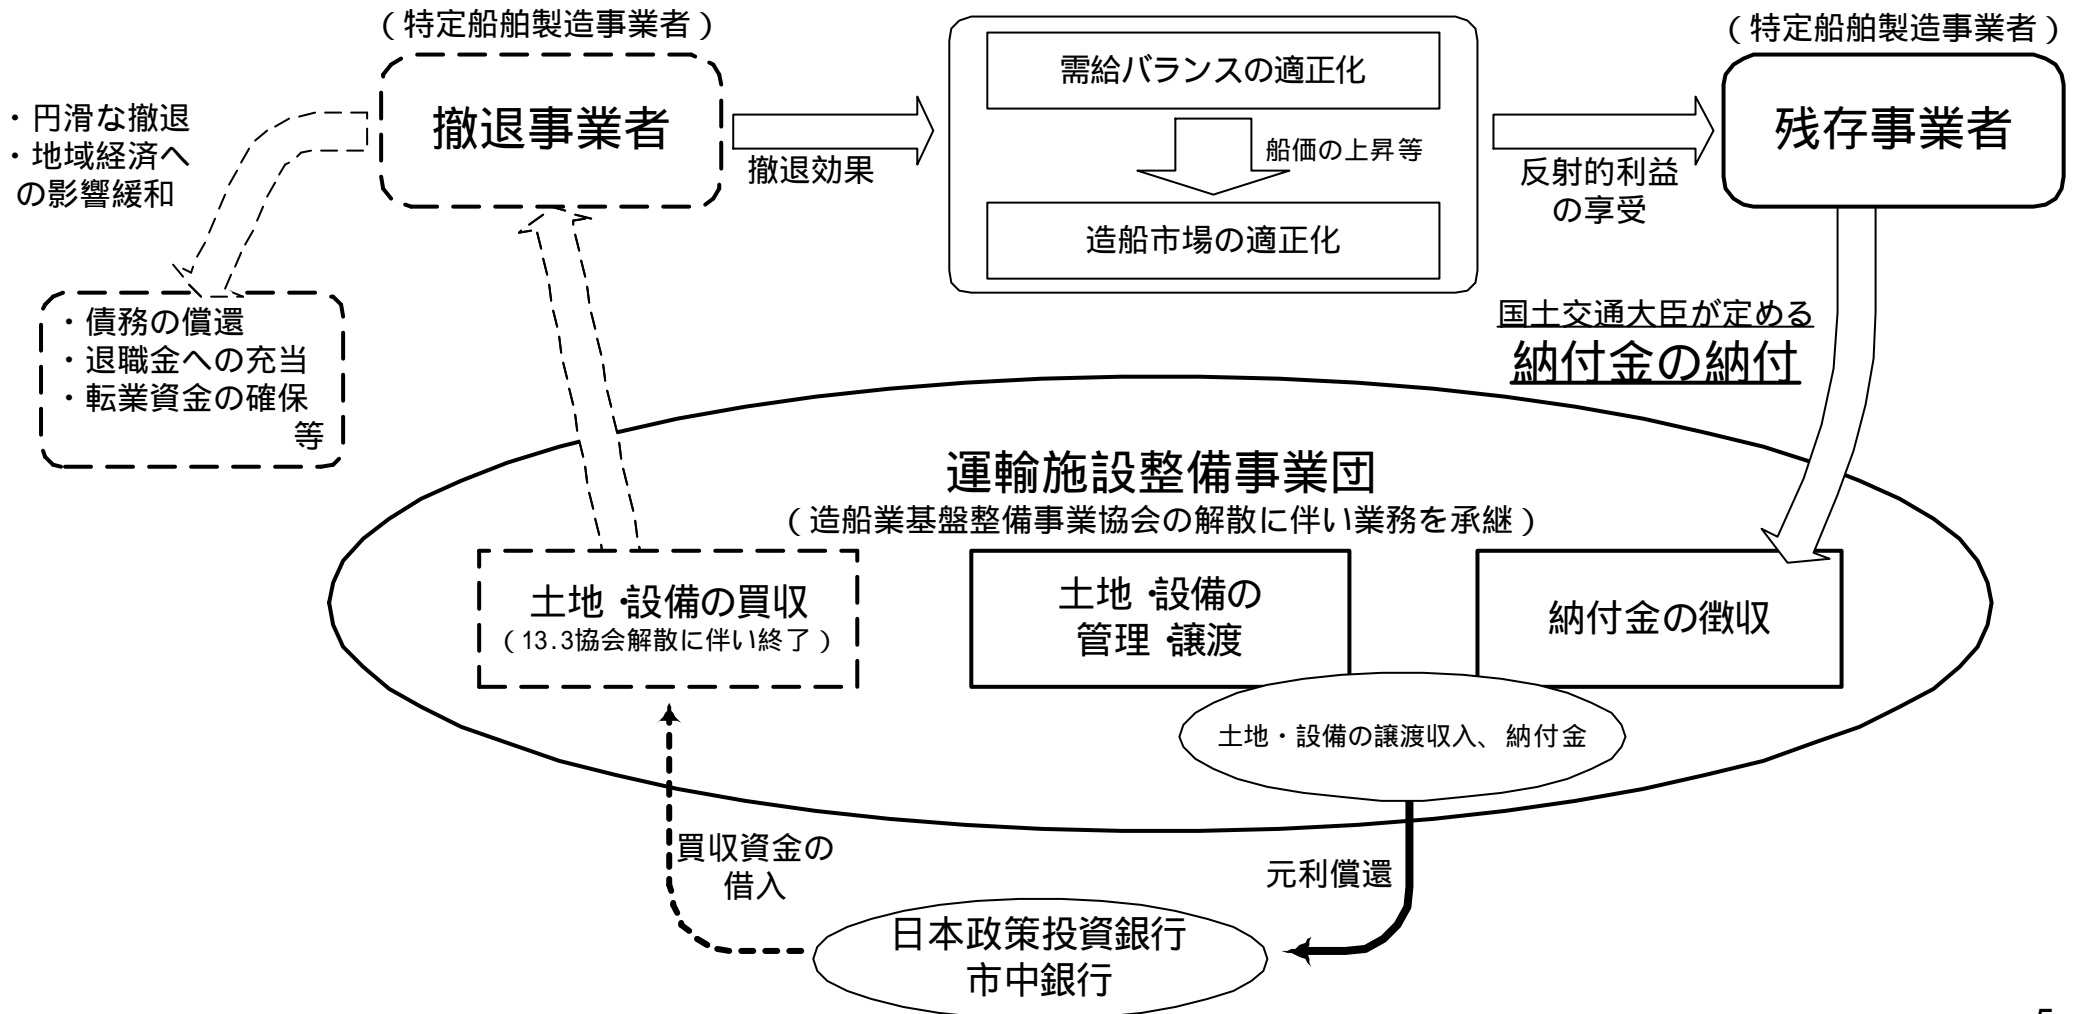 （特定船舶製造事業者）
撤退事業者
・円滑な撤退
・地域経済へ
の影響緩和
・債務の償還
・退職金への充当
・転業資金の確保
等
撤退効果
需給バランスの適正化
船価の上昇等
造船市場の適正化
反射的利益
の享受
（特定船舶製造事業者）
残存事業者
国土交通大臣が定める
納付金の納付
運輸施設整備事業団
（造船業基盤整備事業協会の解散に伴い業務を承継）
土地・設備の買収
（13.3協会解散に伴い終了）
土地・設備の
管理・譲渡
納付金の徴収
土地・設備の譲渡収入、納付金
買収資金の
借入
元利償還
日本政策投資銀行
市中銀行